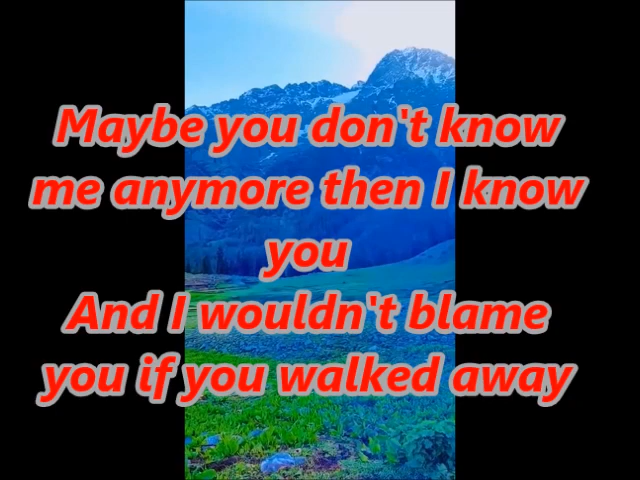 Maybe you don't know
me anymore then I know
you
And I wouldn't blame
you if you walked away